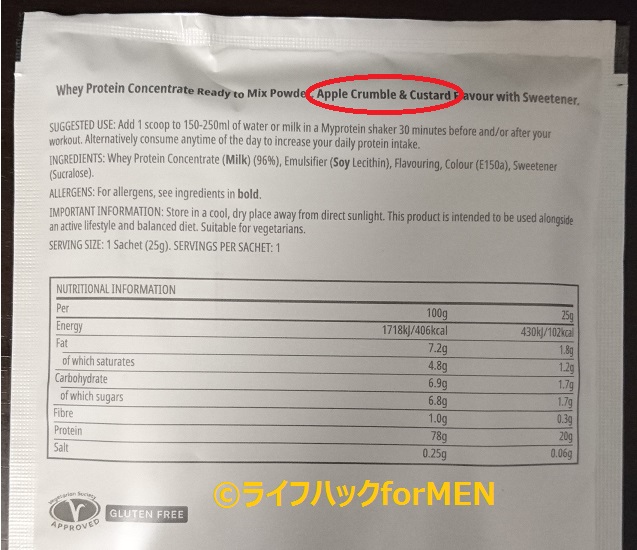 Whey Protein Concentrate Ready to Mix Powder, Apple Crumble & Custard Flavour with Sweetener.
SUGGESTED USE: Add 1 scoop to 150-250ml of water or milk in a Myprotein shaker 30 minutes before and/or after your
workout. Alternatively consume anytime of the day to increase your daily protein intake.
INGREDIENTS: Whey Protein Concentrate (Milk) (96%), Emulsifier (Soy Lecithin), Flavouring, Colour (E150a), Sweetener
(Sucralose).
ALLERGENS: For allergens, see ingredients in bold.
IMPORTANT INFORMATION: Store in a cool, dry place away from direct sunlight. This product is intended to be used alongside
an active lifestyle and balanced diet. Suitable for vegetarians.
SERVING SIZE: 1 Sachet (25g). SERVINGS PER SACHET: 1
NUTRITIONAL INFORMATION
Per 100g 25g
Energy 1718kJ/406kcal 430kJ/102kcal
Fat 7.2g 1.8g
of which saturates 4.8g 1.2g
Carbohydrate 6.9g 1.7g
of which sugars 6.8g 1.7g
Fibre 1.0g 0.3g
Protein 78g 20g
Salt 0.25g 0.06g
©ライフハックforMEN
Vegetarian Society
APPROVED
GLUTEN FREE